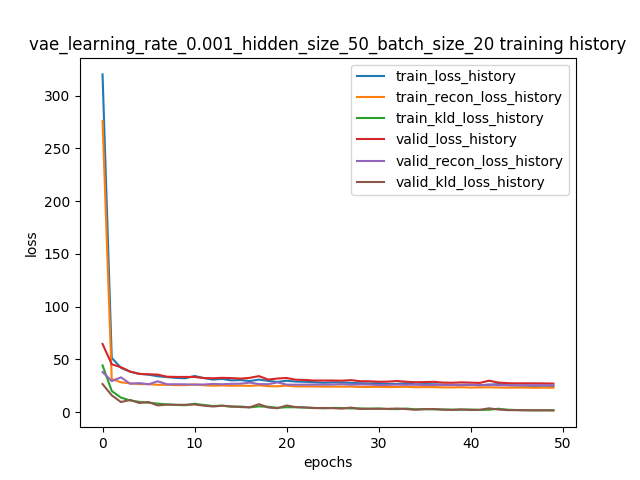 vae_learning_rate_0.001_hidden_size_50_batch_size_20 training history
train_loss_history
train_recon_loss_history
train_kld_loss_history
valid_loss_history
valid_recon_loss_history
valid_kld_loss_history
300
250
200
150
100
50
0
loss
0 10 20 30 40 50
epochs